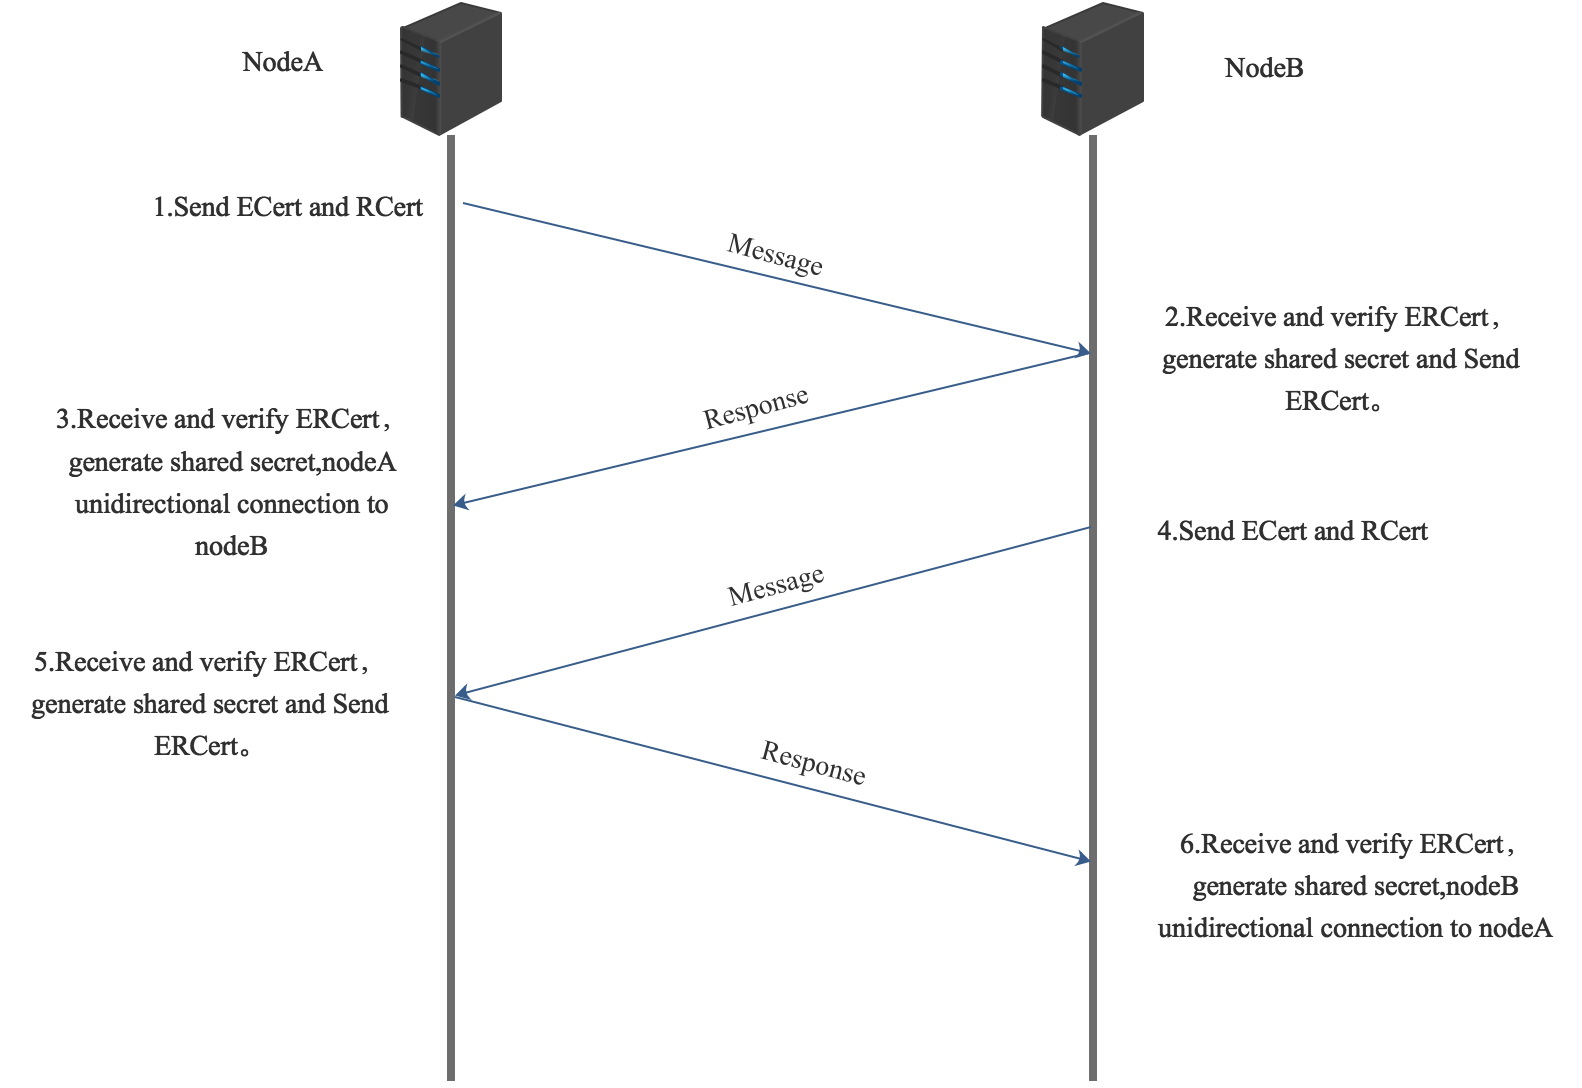 NodeA
NodeB
1.Send ECert and RCert
Message
2.Receive and verify ERCert，
generate shared secret and Send
ERCert。
Response
3.Receive and verify ERCert，
generate shared secret,nodeA
unidirectional connection to
nodeB
4.Send ECert and RCert
Message
5.Receive and verify ERCert，
generate shared secret and Send
ERCert。
Response
6.Receive and verify ERCert，
generate shared secret,nodeB
unidirectional connection to nodeA